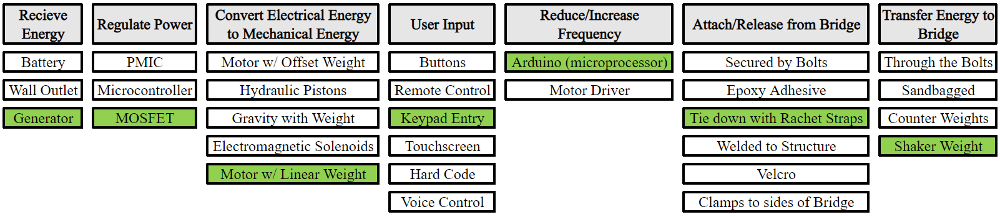 Recieve
Energy
Battery
Wall Outlet
Generator
Regulate Power
PMIC
Microcontroller
MOSFET
Convert Electrical Energy
to Mechanical Energy
Motor w/ Offset Weight
Hydraulic Pistons
Gravity with Weight
Electromagnetic Solenoids
Motor w/ Linear Weight
User Input
Buttons
Remote Control
Keypad Entry
Touchscreen
Hard Code
Voice Control
Reduce/Increase
Frequency
Arduino (microprocessor)
Motor Driver
Attach/Release from Bridge
Secured by Bolts
Epoxy Adhesive
Tie down with Rachet Straps
Welded to Structure
Velcro
Clamps to sides of Bridge
Transfer Energy to
Bridge
Through the Bolts
Sandbagged
Counter Weights
Shaker Weight